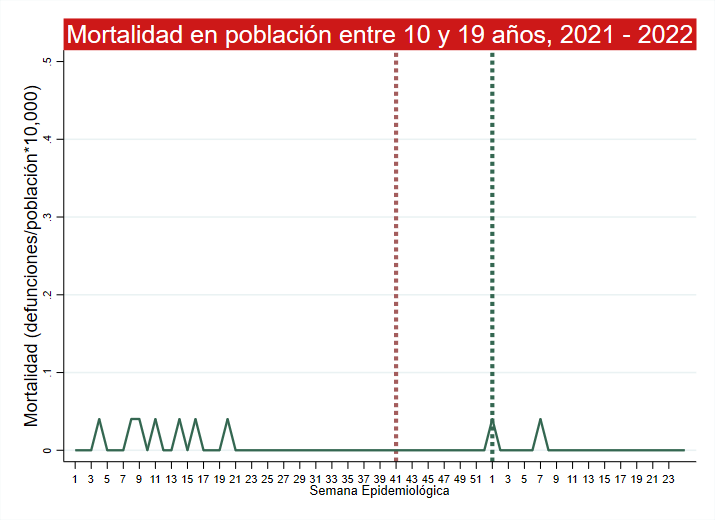 Mortalidad en población entre 10 y 19 años, 2021 - 2022
Mortalidad (defunciones/población*10,000)
.5
.4
.3
.2
.1
0
1 3 5 7 9 11 13 15 17 19 21 23 25 27 29 31 33 35 37 39 41 43 45 47 49 51 1 3 5 7 9 11 13 15 17 19 21 23
Semana Epidemiológica